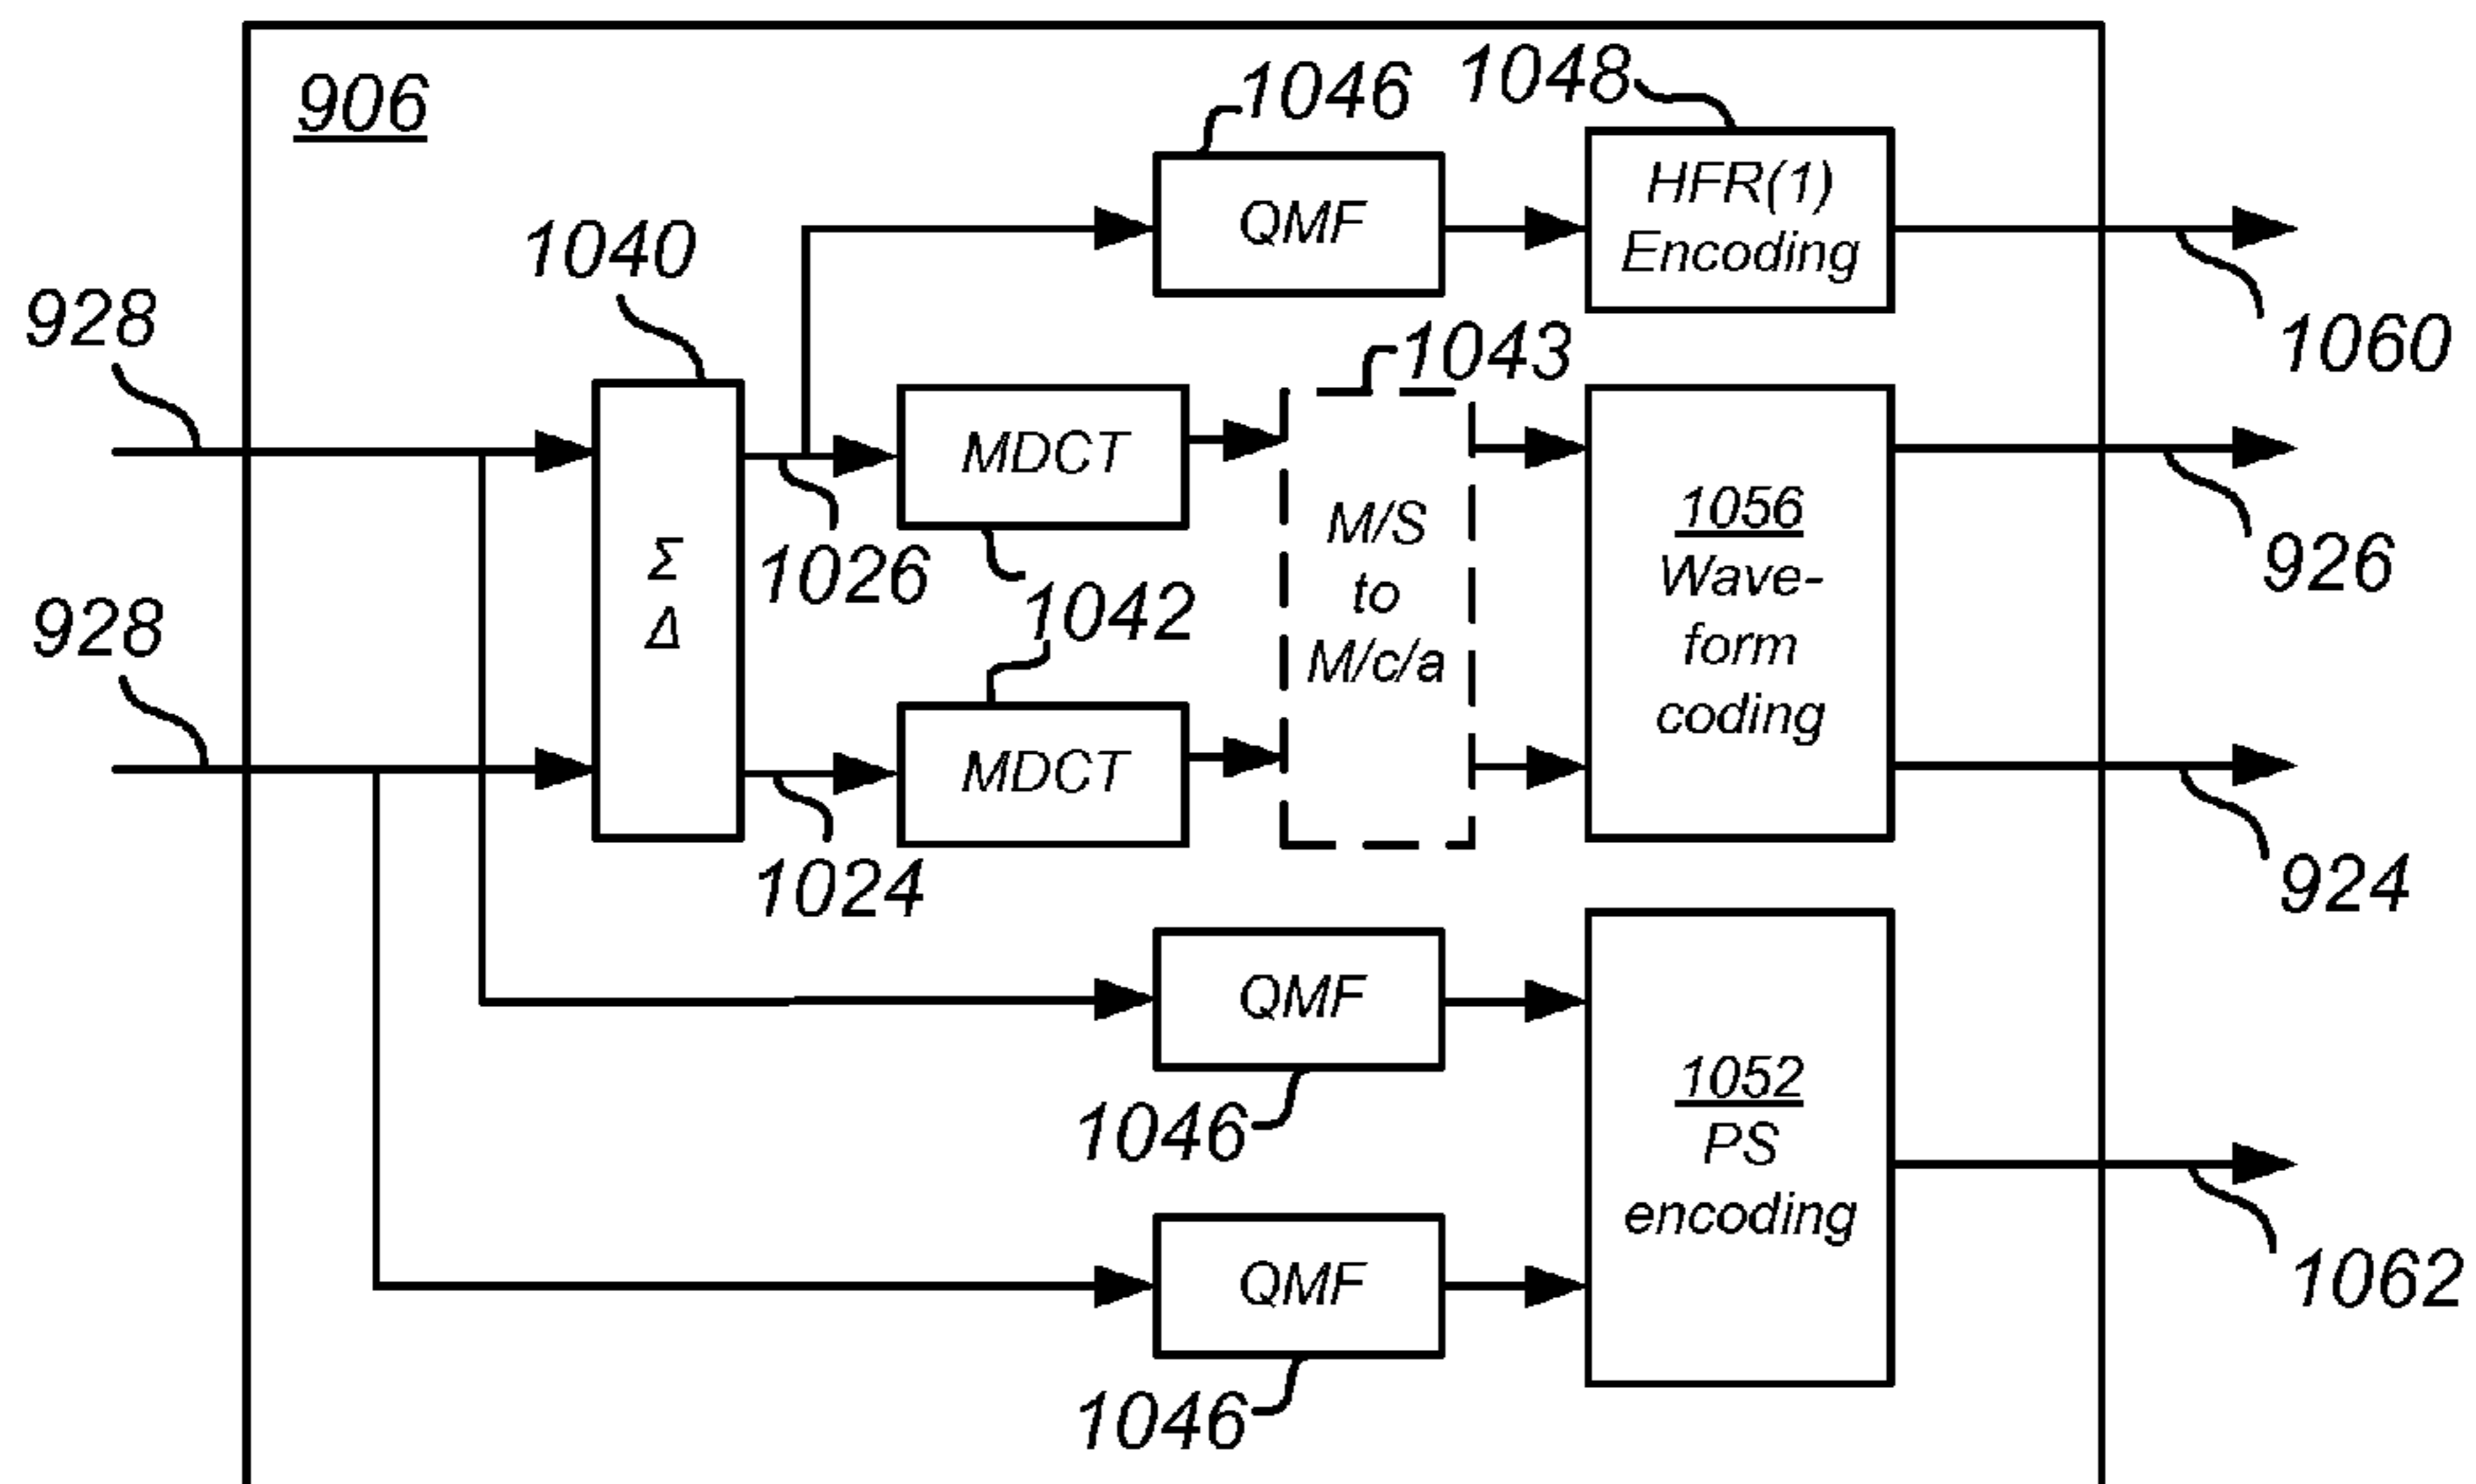 906
1046
1048
QMF
HFR(1)
Encoding
1060
1040
928
1043
Σ
Δ
1026
MDCT
1042
M/S
to
M/c/a
1056
Wave-
form
coding
926
928
MDCT
1024
924
QMF
1046
1052
PS
encoding
1062
QMF
1046